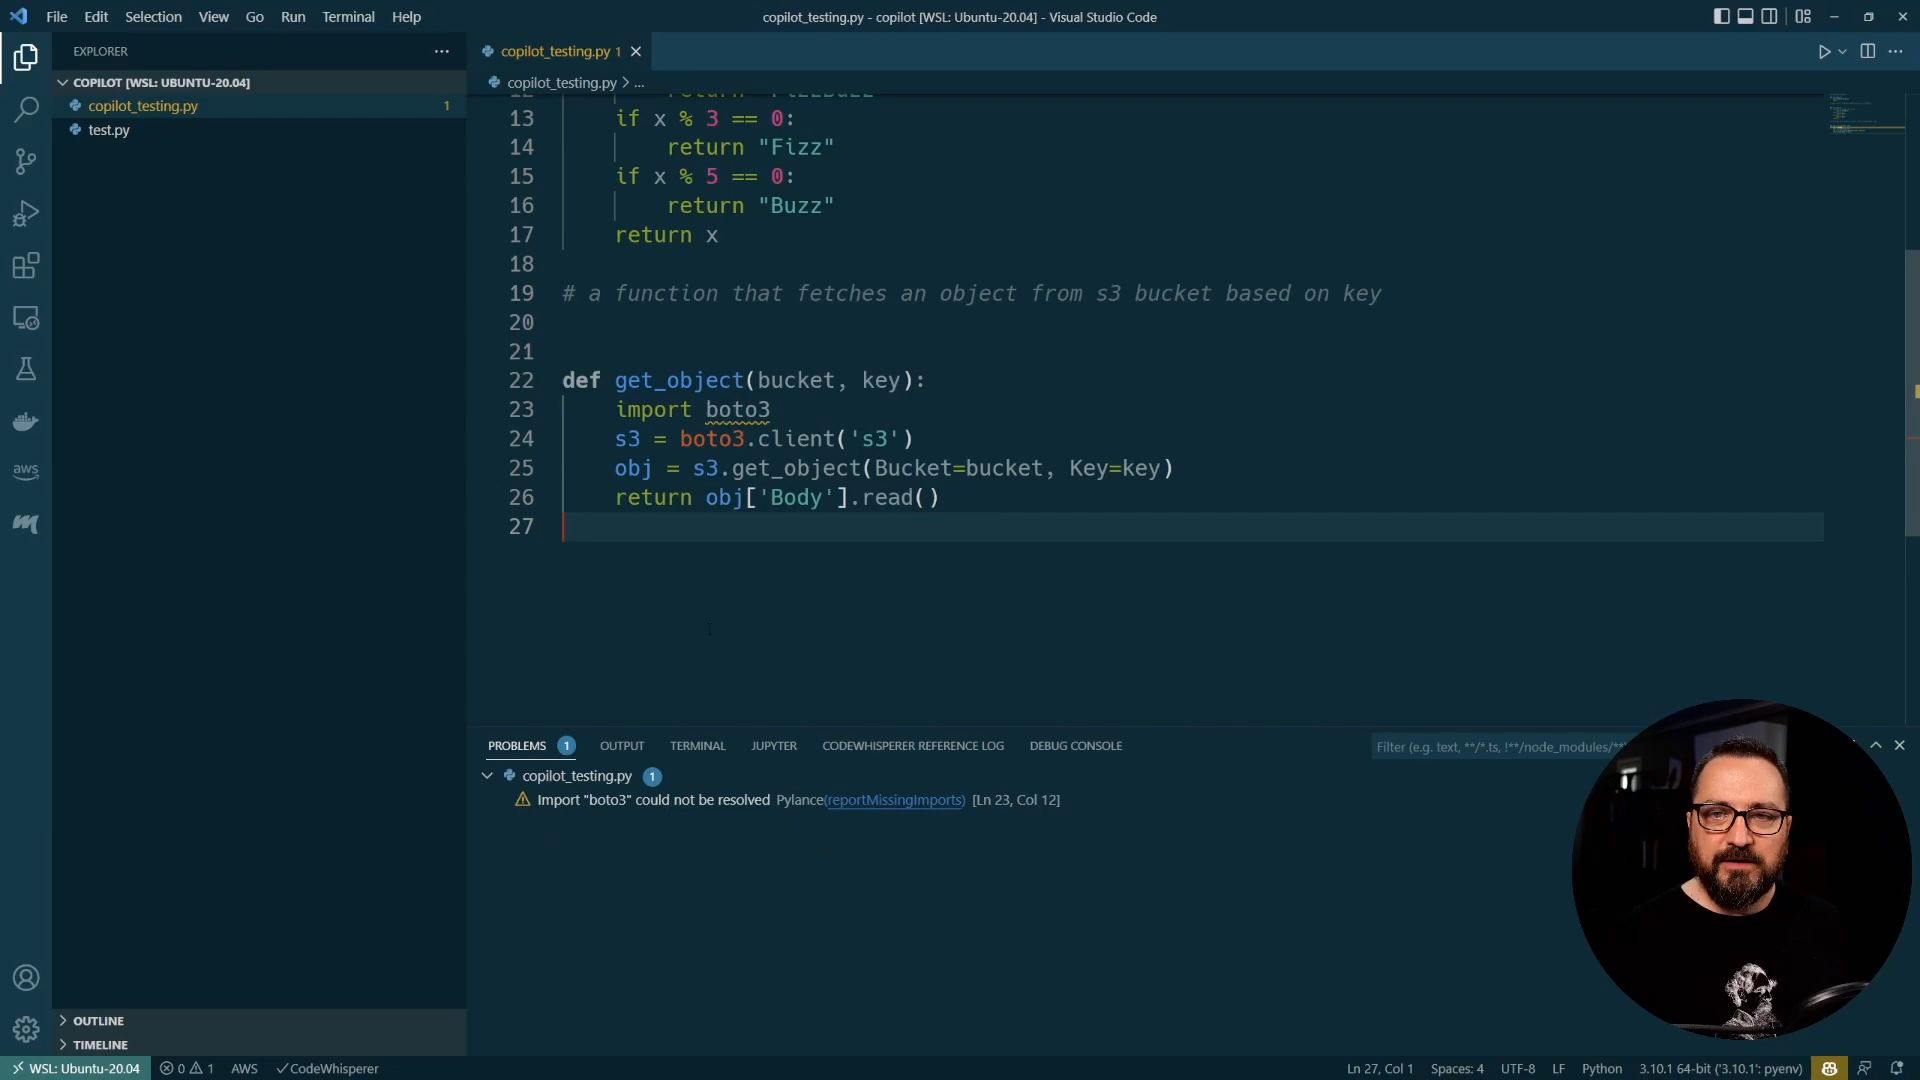 File Edit Selection View Go Run Terminal Help
copilot_testing.py - copilot [WSL: Ubuntu-20.04] - Visual Studio Code
EXPLORER
COPILOT [WSL: UBUNTU-20.04]
copilot_testing.py 1
test.py
aws
OUTLINE
TIMELINE
copilot_testing.py 1
copilot_testing.py > ...
13 if x % 3 == 0:
14 return "Fizz"
15 if x % 5 == 0:
16 return "Buzz"
17 return x
18
19 # a function that fetches an object from s3 bucket based on key
20
21
22 def get_object(bucket, key):
23 import boto3
24 s3 = boto3.client('s3')
25 obj = s3.get_object(Bucket=bucket, Key=key)
26 return obj['Body'].read()
27
PROBLEMS 1 OUTPUT TERMINAL JUPYTER CODEWHISPERER REFERENCE LOG DEBUG CONSOLE
Filter (e.g. text, **/*.ts, !**/node_modules/**
copilot_testing.py 1
Import "boto3" could not be resolved Pylance(reportMissingImports) [Ln 23, Col 12]
WSL: Ubuntu-20.04 0 1 AWS ✓CodeWhisperer
Ln 27, Col 1 Spaces: 4 UTF-8 LF Python 3.10.1 64-bit ('3.10.1': pyenv)